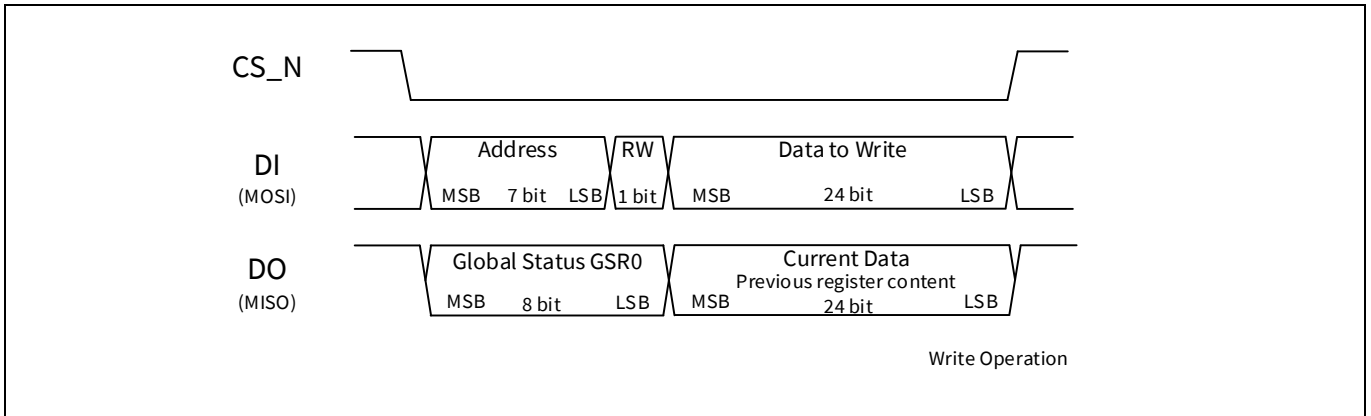 CS_N
DI
(MOSI)
Address
RW
Data to Write
MSB 7 bit LSB
1 bit
MSB 24 bit LSB
DO
(MISO)
Global Status GSR0
Current Data
Previous register content
MSB 8 bit LSB
MSB 24 bit LSB
Write Operation